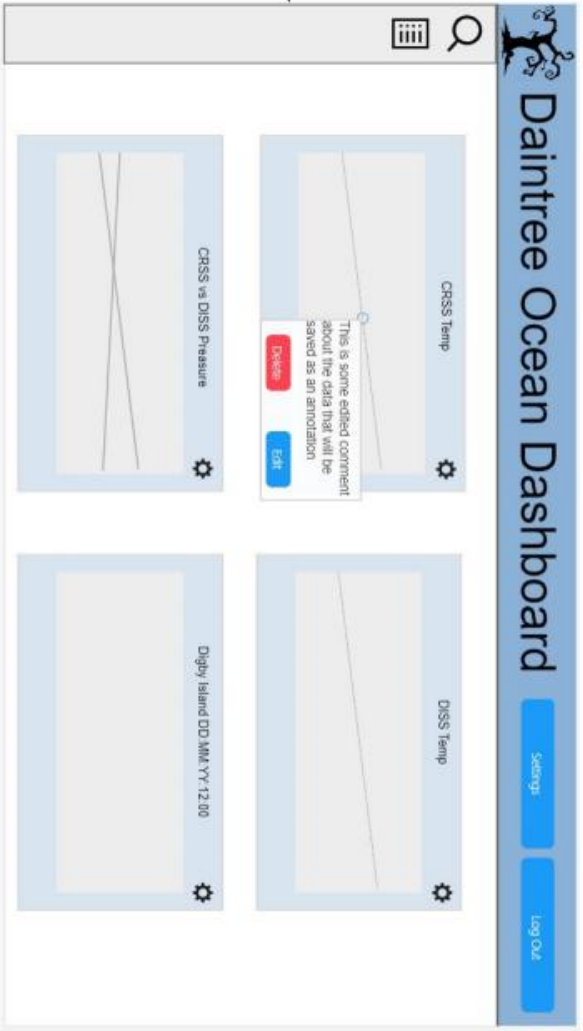 Daintree Ocean Dashboard
Settings
Log Out
CRSS Temp
This is some edited comment
about the data that will be
saved as an annotation
Delete
Edit
DISS Temp
CRSS vs DISS Preasure
Digby Island DD:MM:YY:12:00